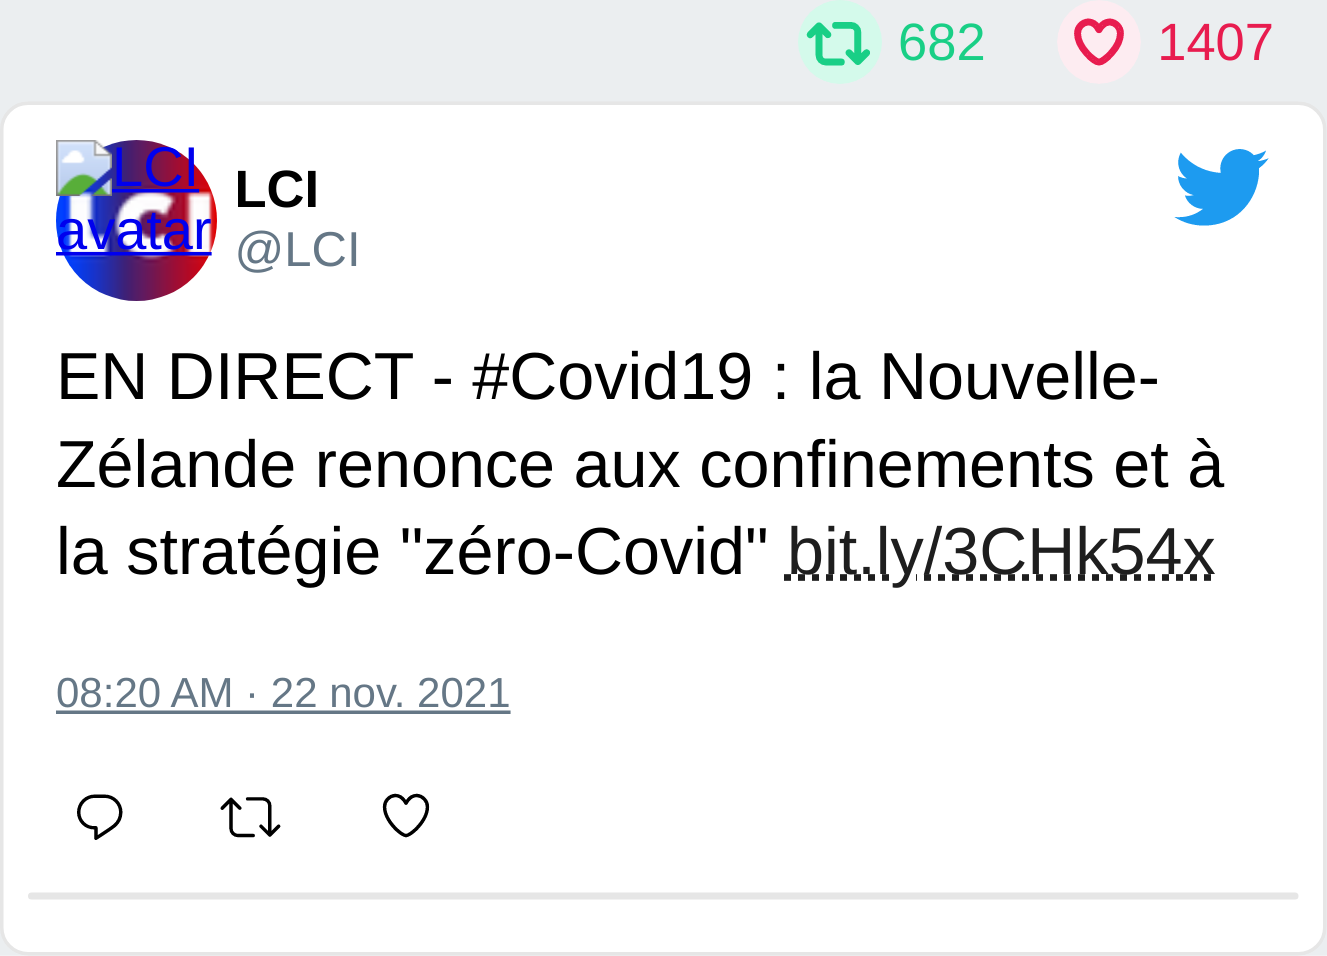 682 1407
LCI avatar
LCI
@LCI
EN DIRECT - #Covid19 : la Nouvelle-
Zélande renonce aux confinements et à
la stratégie "zéro-Covid" bit.ly/3CHk54x
08:20 AM · 22 nov. 2021